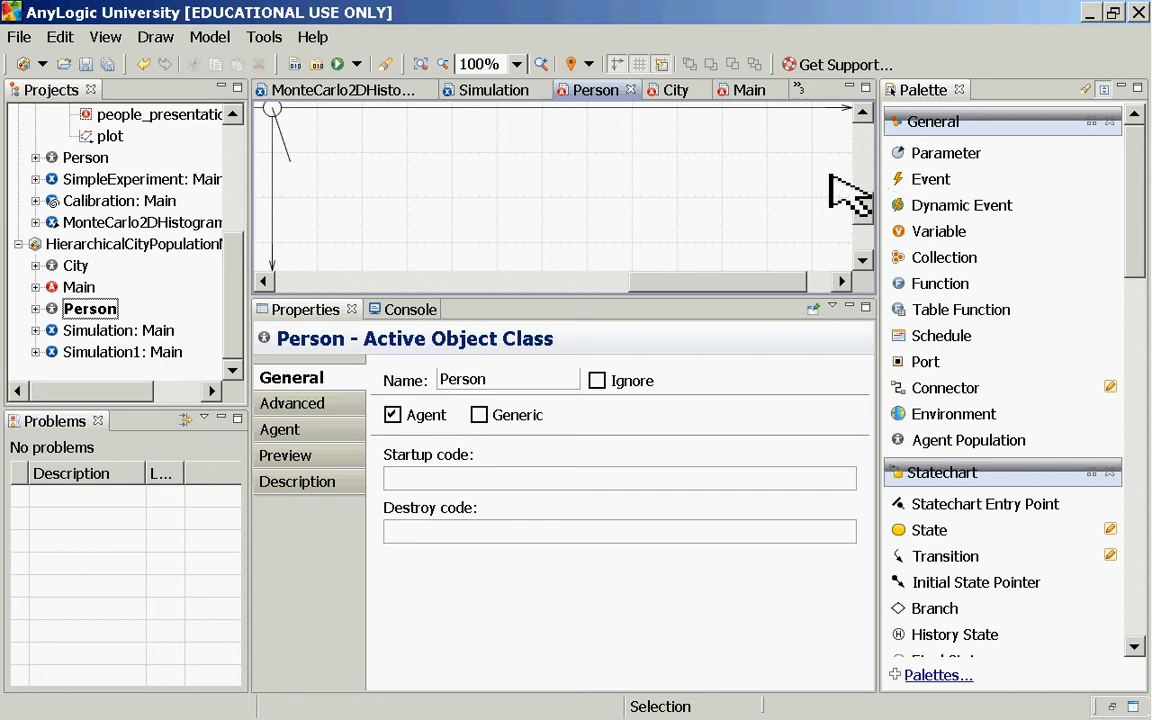 AnyLogic University [EDUCATIONAL USE ONLY]
File Edit View Draw Model Tools Help
100% Get Support...
Projects
people_presentatic
plot
Person
SimpleExperiment: Main
Calibration: Main
MonteCarlo2DHistogram
HierarchicalCityPopulation
City
Main
Person
Simulation: Main
Simulation1: Main
Problems
No problems
Description L...
MonteCarlo2DHisto... Simulation Person City Main »3
Properties Console
Person - Active Object Class
General
Advanced
Agent
Preview
Description
Name: Person Ignore
Agent Generic
Startup code:
Destroy code:
Palette
General
Parameter
Event
Dynamic Event
Variable
Collection
Function
Table Function
Schedule
Port
Connector
Environment
Agent Population
Statechart
Statechart Entry Point
State
Transition
Initial State Pointer
Branch
History State
Palettes...
Selection